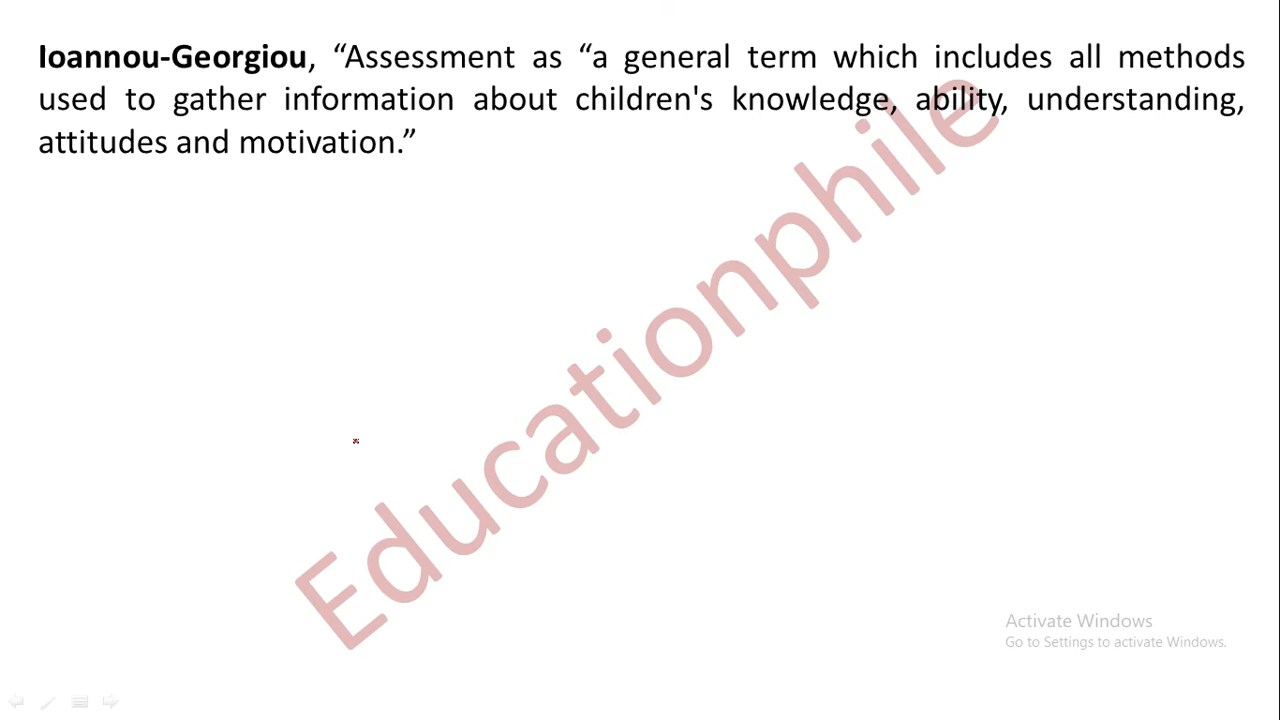 Ioannou-Georgiou, “Assessment as “a general term which includes all methods
used to gather information about children's knowledge, ability, understanding,
attitudes and motivation.”
Educationphile
Activate Windows
Go to Settings to activate Windows.